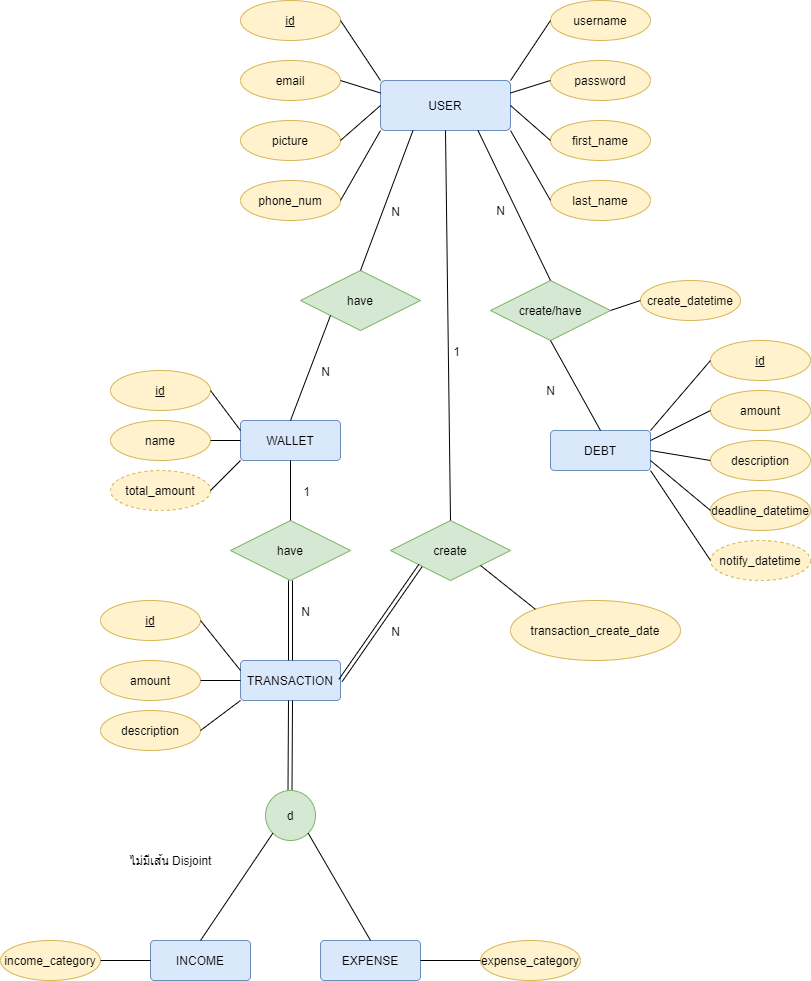 id
username
email
password
USER
picture
first_name
phone_num
last_name
N
N
have
create/have
create_datetime
1
N
id
N
id
amount
name
WALLET
DEBT
description
total_amount
1
deadline_datetime
have
create
notify_datetime
N
id
N
transaction_create_date
amount
TRANSACTION
description
d
ไม่มีเส้น Disjoint
income_category
INCOME
EXPENSE
expense_category